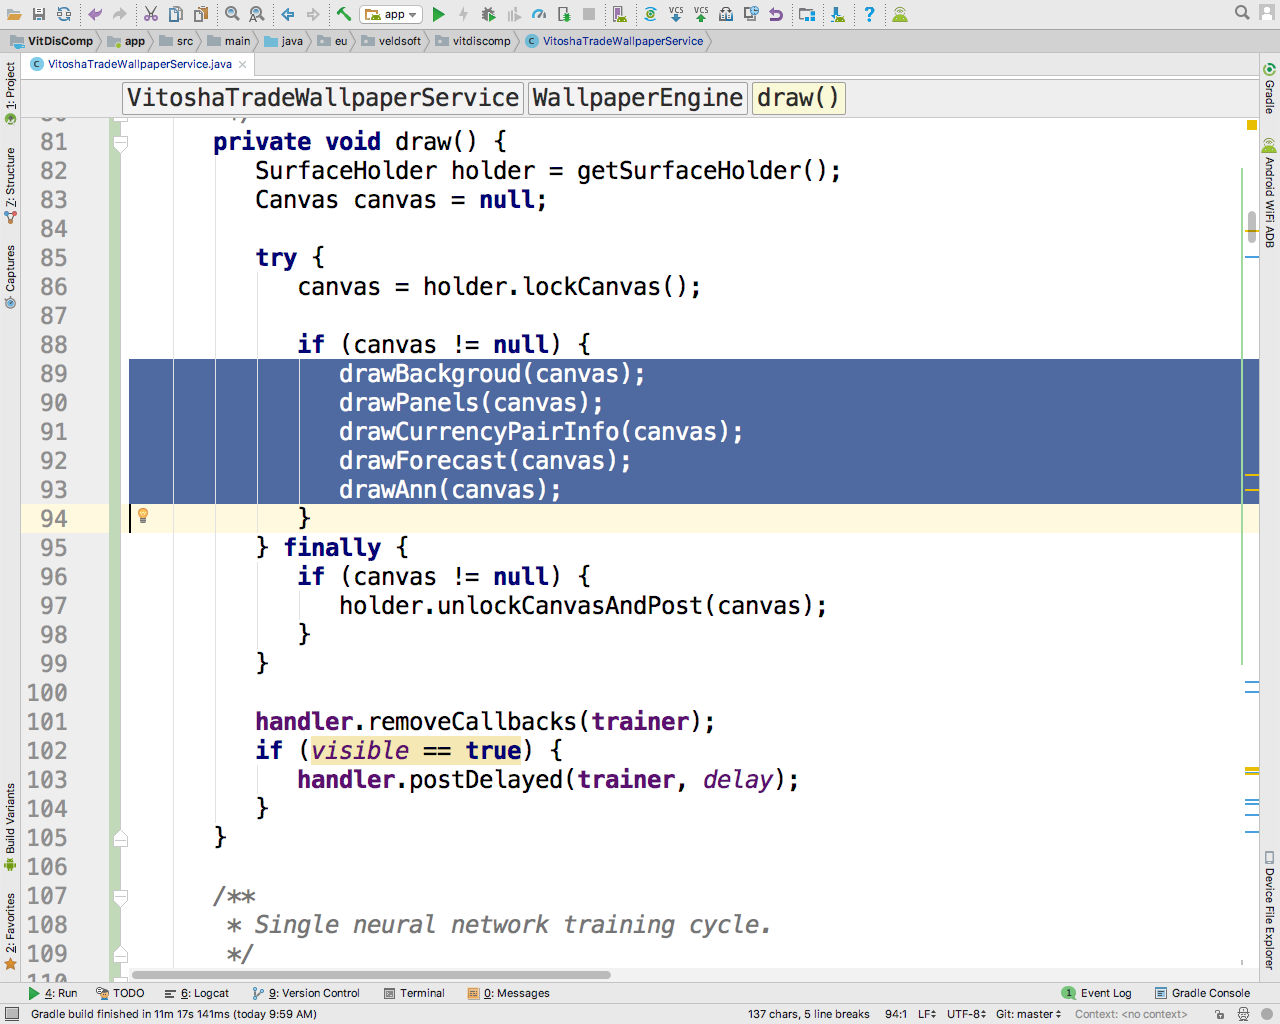 app
VitDisComp app src main java eu veldsoft vitdiscomp VitoshaTradeWallpaperService
VitoshaTradeWallpaperService.java
VitoshaTradeWallpaperService WallpaperEngine draw()
81 private void draw() {
82 SurfaceHolder holder = getSurfaceHolder();
83 Canvas canvas = null;
84
85 try {
86 canvas = holder.lockCanvas();
87
88 if (canvas != null) {
89 drawBackgroud(canvas);
90 drawPanels(canvas);
91 drawCurrencyPairInfo(canvas);
92 drawForecast(canvas);
93 drawAnn(canvas);
94 }
95 } finally {
96 if (canvas != null) {
97 holder.unlockCanvasAndPost(canvas);
98 }
99 }
100
101 handler.removeCallbacks(trainer);
102 if (visible == true) {
103 handler.postDelayed(trainer, delay);
104 }
105 }
106
107 /**
108 * Single neural network training cycle.
109 */
1: Project
Z: Structure
Captures
Build Variants
2: Favorites
Gradle
Android WiFi ADB
Device File Explorer
4: Run TODO 6: Logcat 9: Version Control Terminal 0: Messages 1 Event Log Gradle Console
Gradle build finished in 11m 17s 141ms (today 9:59 AM) 137 chars, 5 line breaks 94:1 LF UTF-8 Git: master Context: <no context>